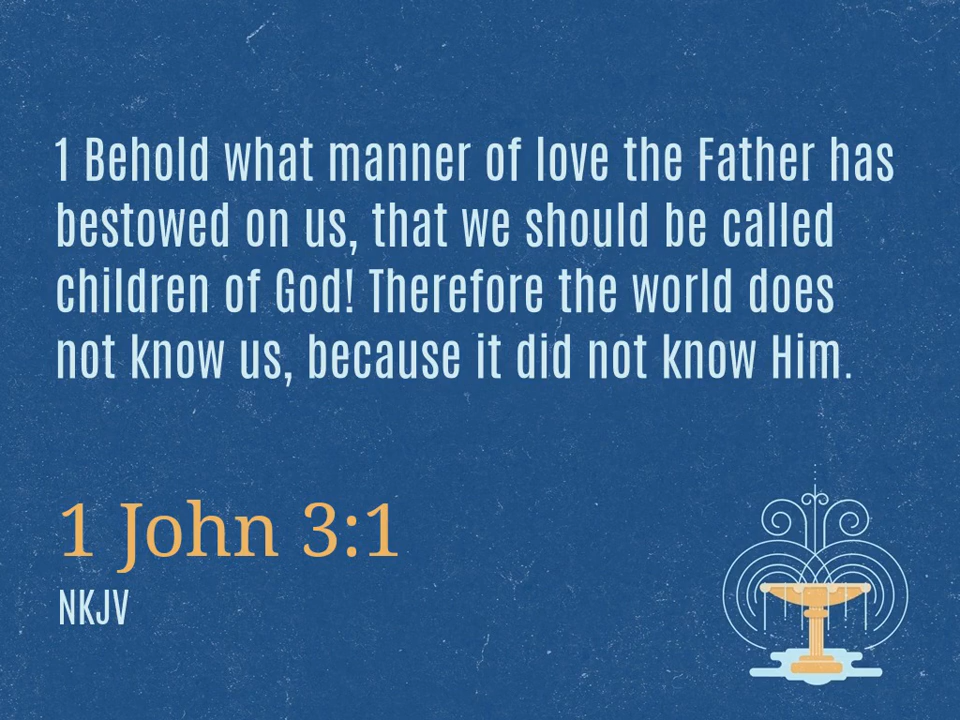 1 Behold what manner of love the Father has
bestowed on us, that we should be called
children of God! Therefore the world does
not know us, because it did not know Him.
1 John 3:1
NKJV